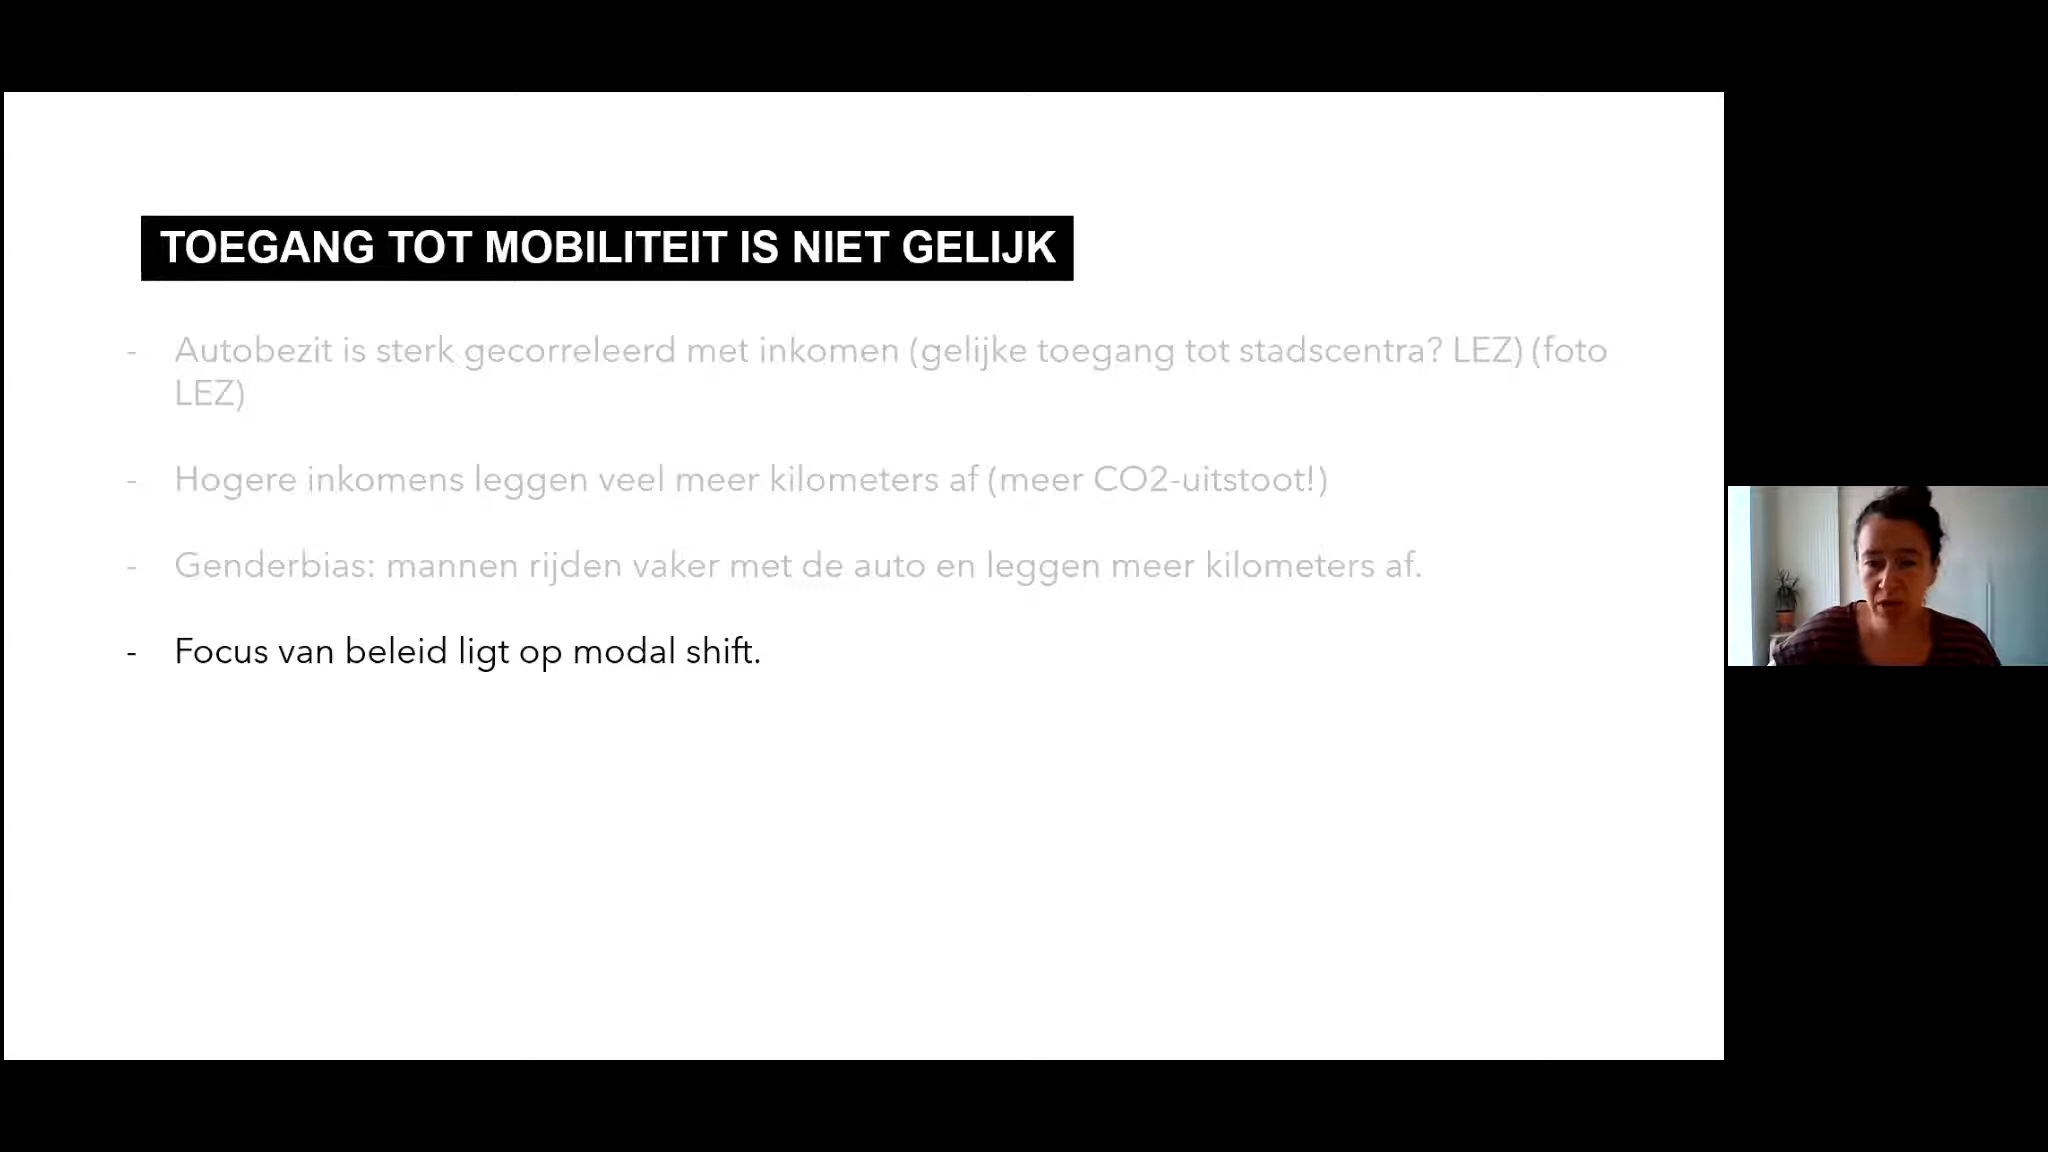 TOEGANG TOT MOBILITEIT IS NIET GELIJK
- Autobezit is sterk gecorreleerd met inkomen (gelijke toegang tot stadscentra? LEZ) (foto
LEZ)
- Hogere inkomens leggen veel meer kilometers af (meer CO2-uitstoot!)
- Genderbias: mannen rijden vaker met de auto en leggen meer kilometers af.
- Focus van beleid ligt op modal shift.